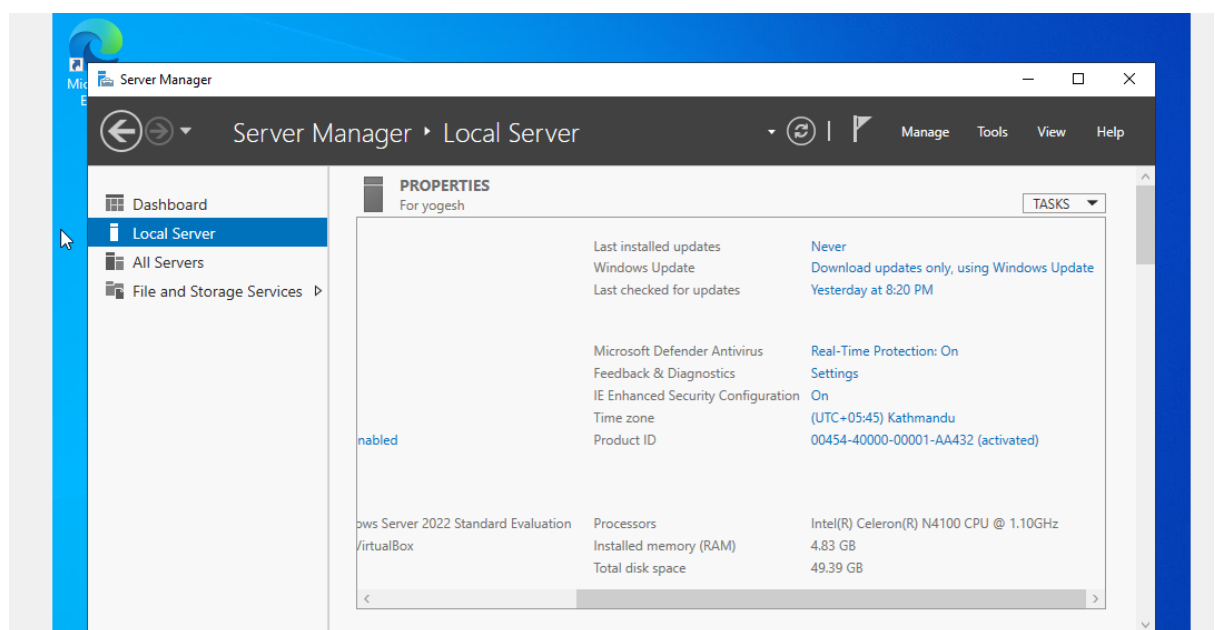 Mic
E
Server Manager
Server Manager • Local Server
Manage Tools View Help
Dashboard
Local Server
All Servers
File and Storage Services
PROPERTIES
For yogesh
TASKS
Last installed updates Never
Windows Update Download updates only, using Windows Update
Last checked for updates Yesterday at 8:20 PM
Microsoft Defender Antivirus Real-Time Protection: On
Feedback & Diagnostics Settings
IE Enhanced Security Configuration On
Time zone (UTC+05:45) Kathmandu
nabled Product ID 00454-40000-00001-AA432 (activated)
ows Server 2022 Standard Evaluation Processors Intel(R) Celeron(R) N4100 CPU @ 1.10GHz
VirtualBox Installed memory (RAM) 4.83 GB
Total disk space 49.39 GB